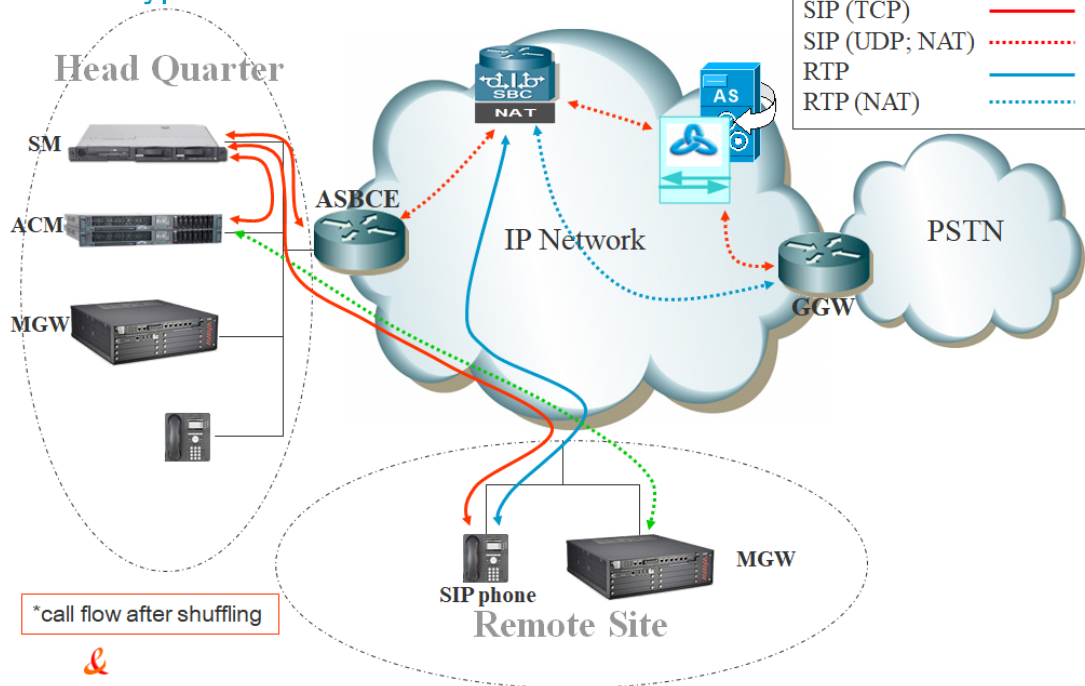 SIP (TCP)
SIP (UDP; NAT)
RTP
RTP (NAT)
Head Quarter
SBC
NAT
AS
SM
ASBCE
ACM
IP Network
PSTN
MGW
GGW
MGW
SIP phone
Remote Site
*call flow after shuffling